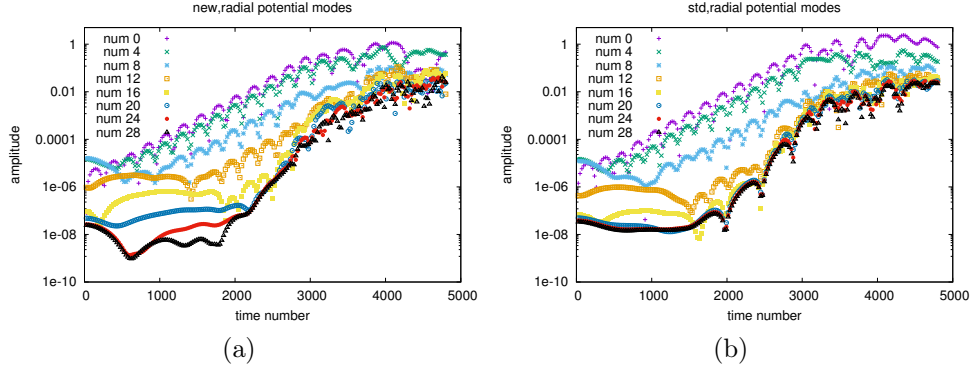 new,radial potential modes
1
0.01
0.0001
1e-06
1e-08
1e-10
amplitude
num 0
num 4
num 8
num 12
num 16
num 20
num 24
num 28
0 1000 2000 3000 4000 5000
time number
(a)
std,radial potential modes
1
0.01
0.0001
1e-06
1e-08
1e-10
amplitude
num 0
num 4
num 8
num 12
num 16
num 20
num 24
num 28
0 1000 2000 3000 4000 5000
time number
(b)